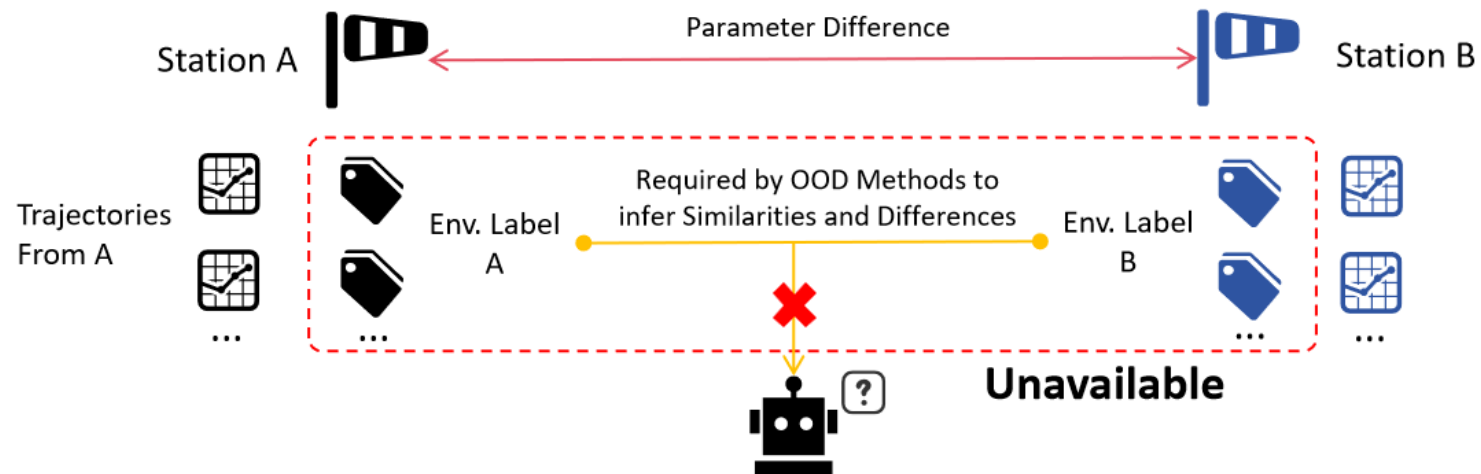 Parameter Difference
Station A
Station B
Required by OOD Methods to
infer Similarities and Differences
Trajectories
From A
Env. Label
A
Env. Label
B
...
...
...
...
Unavailable
?